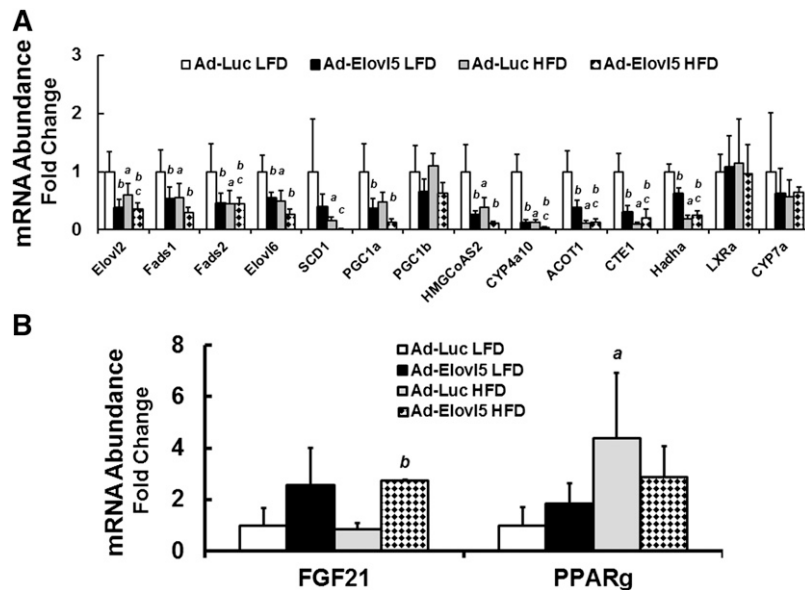 A
mRNA Abundance
Fold Change
3
2
1
0
Ad-Luc LFD
Ad-Elovl5 LFD
Ad-Luc HFD
Ad-Elovl5 HFD
b a b c
b a b
b a b c
b a b
a c
b
b a b
b a b c
b a b c
b a b c
b a b c
Elovl2
Fads1
Fads2
Elovl6
SCD1
PGC1a
PGC1b
HMGCoAS2
CYP4a10
ACOT1
CTE1
Hadha
LXRa
CYP7a
B
mRNA Abundance
Fold Change
8
6
4
2
0
Ad-Luc LFD
Ad-Elovl5 LFD
Ad-Luc HFD
Ad-Elovl5 HFD
b
a
FGF21
PPARg